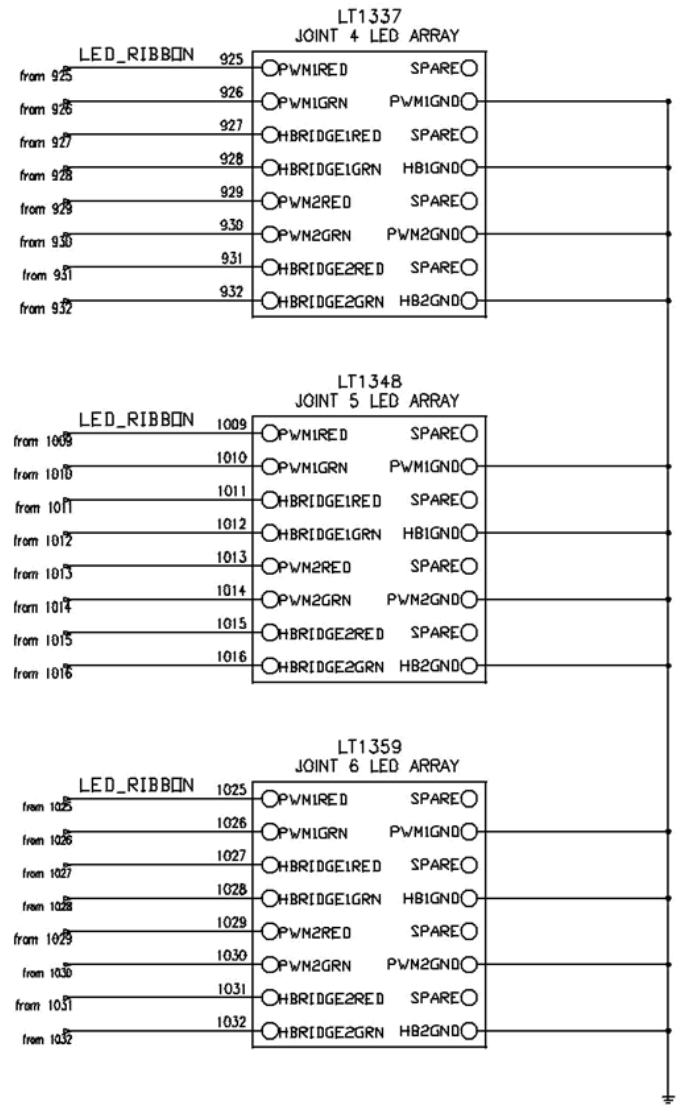 LT1337
JOINT 4 LED ARRAY
LED_RIBBON
from 925 925 PWM1RED SPARE
from 926 926 PWM1GRN PWM1GND
from 927 927 HBRIDGE1RED SPARE
from 928 928 HBRIDGE1GRN HB1GND
from 929 929 PWM2RED SPARE
from 930 930 PWM2GRN PWM2GND
from 931 931 HBRIDGE2RED SPARE
from 932 932 HBRIDGE2GRN HB2GND
LT1348
JOINT 5 LED ARRAY
LED_RIBBON
from 1009 1009 PWM1RED SPARE
from 1010 1010 PWM1GRN PWM1GND
from 1011 1011 HBRIDGE1RED SPARE
from 1012 1012 HBRIDGE1GRN HB1GND
from 1013 1013 PWM2RED SPARE
from 1014 1014 PWM2GRN PWM2GND
from 1015 1015 HBRIDGE2RED SPARE
from 1016 1016 HBRIDGE2GRN HB2GND
LT1359
JOINT 6 LED ARRAY
LED_RIBBON
from 1025 1025 PWM1RED SPARE
from 1026 1026 PWM1GRN PWM1GND
from 1027 1027 HBRIDGE1RED SPARE
from 1028 1028 HBRIDGE1GRN HB1GND
from 1029 1029 PWM2RED SPARE
from 1030 1030 PWM2GRN PWM2GND
from 1031 1031 HBRIDGE2RED SPARE
from 1032 1032 HBRIDGE2GRN HB2GND